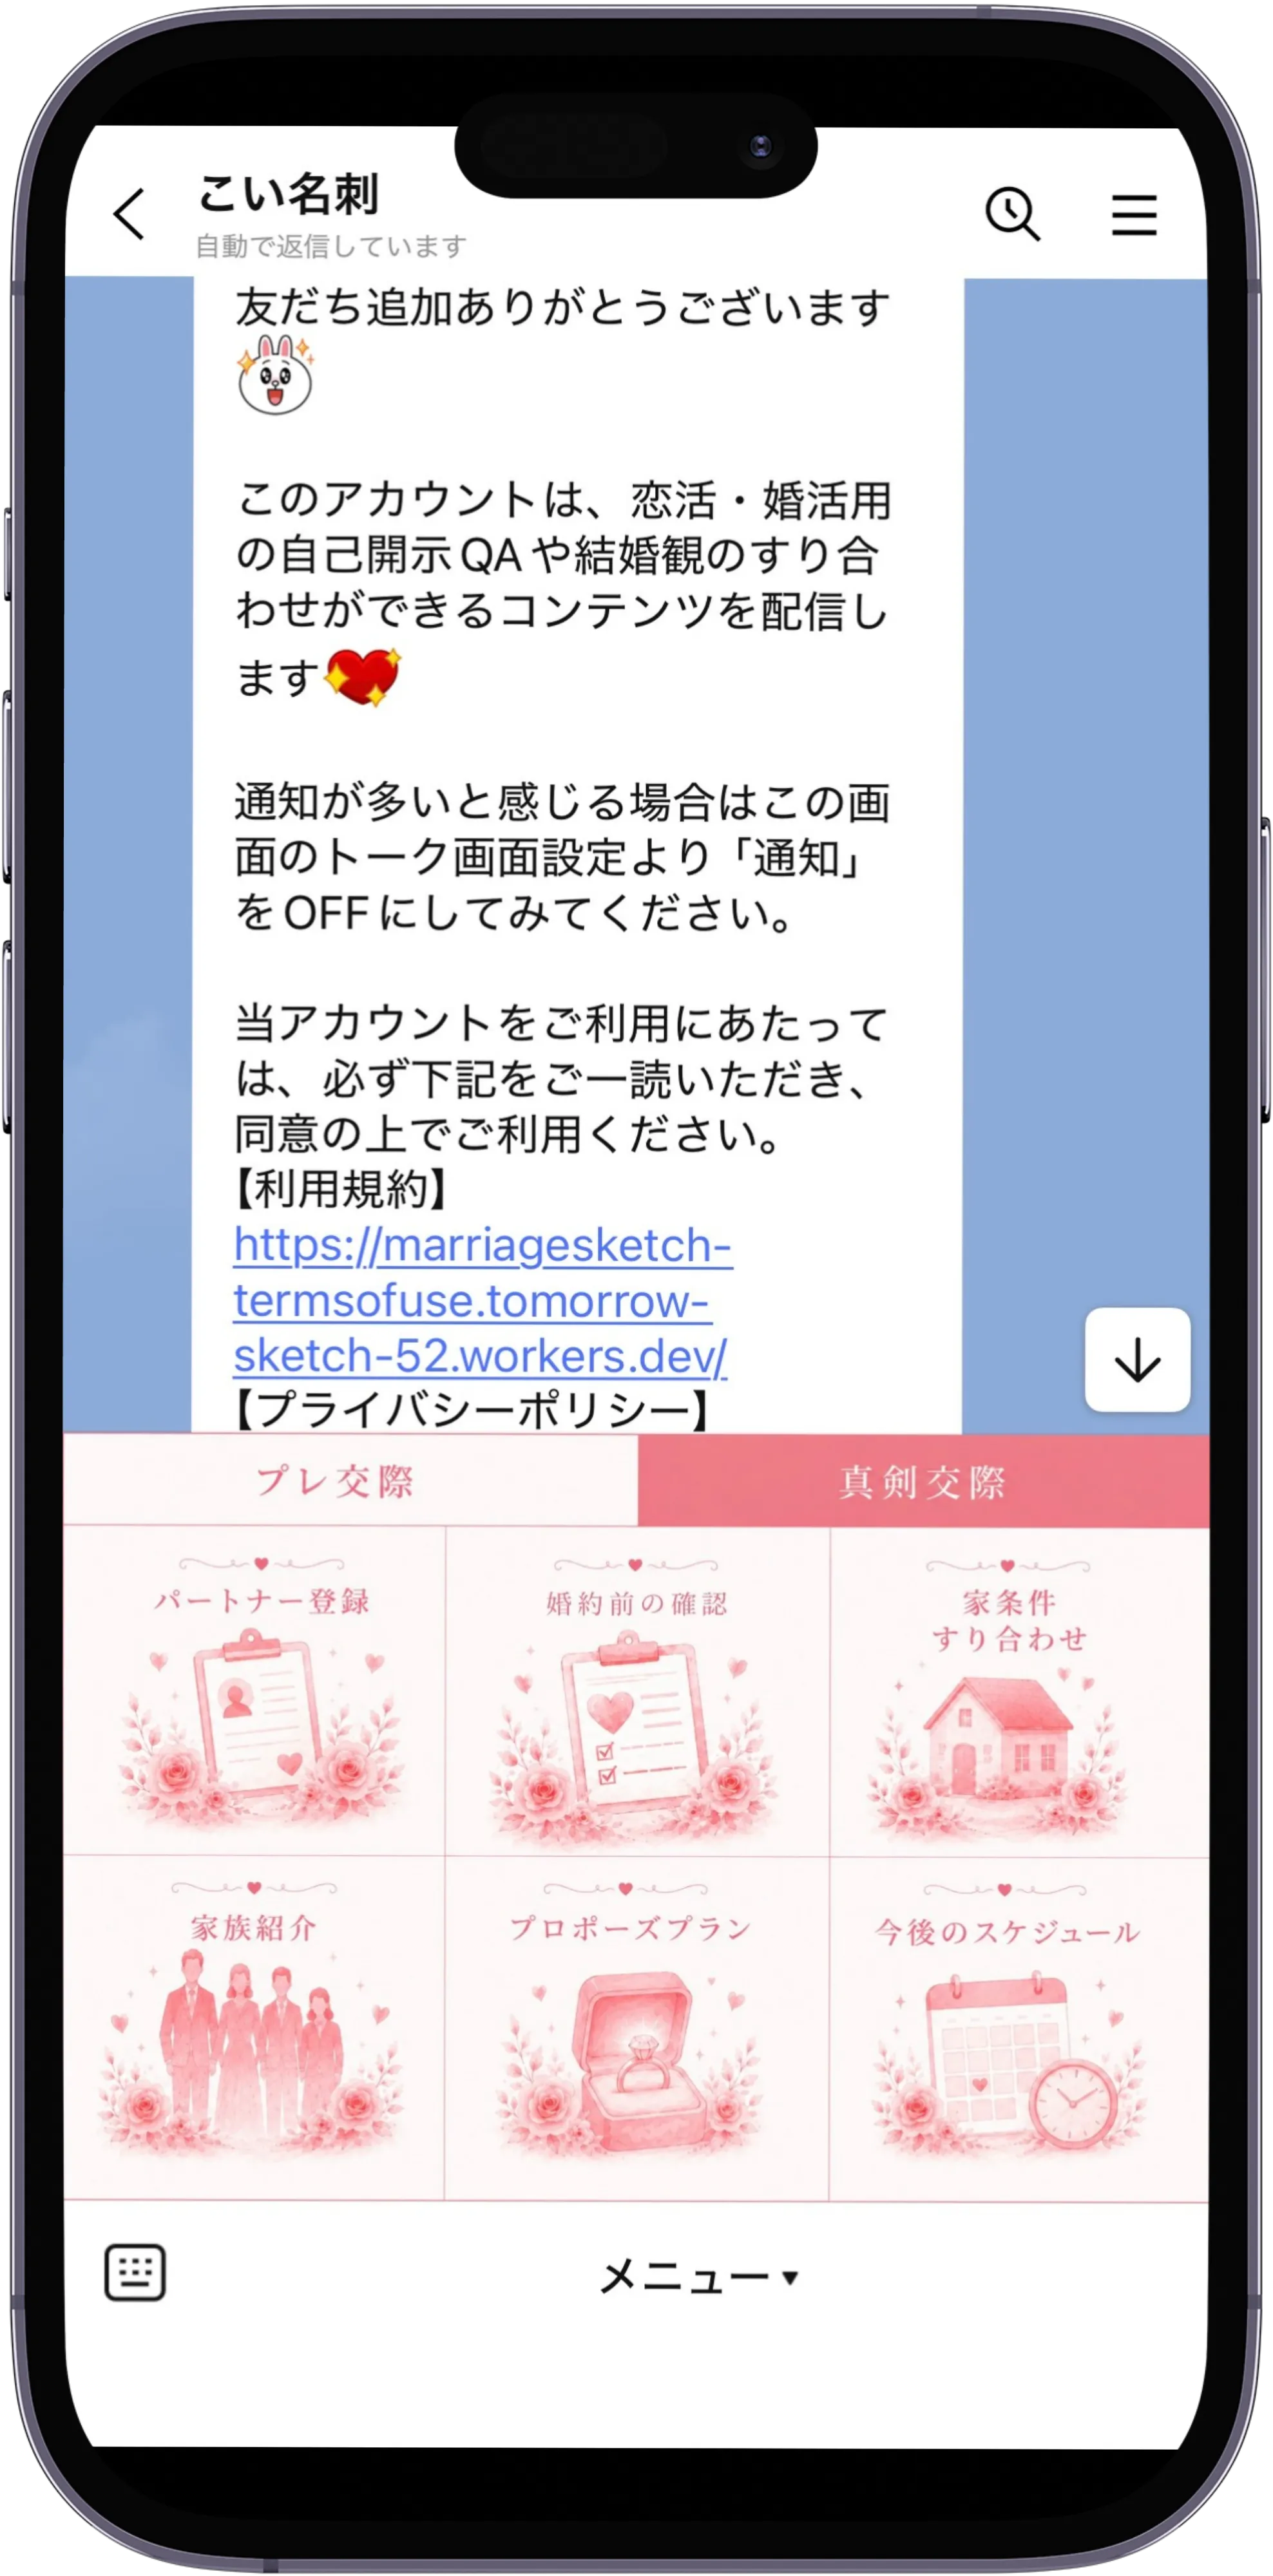 こい名刺
自動で返信しています
友だち追加ありがとうございます
このアカウントは、恋活・婚活用
の自己開示QAや結婚観のすり合
わせができるコンテンツを配信し
ます
通知が多いと感じる場合はこの画
面のトーク画面設定より「通知」
をOFFにしてみてください。
当アカウントをご利用にあたって
は、必ず下記をご一読いただき、
同意の上でご利用ください。
【利用規約】
https://marriagesketch-
termsofuse.tomorrow-
sketch-52.workers.dev/
【プライバシーポリシー】
プレ交際
真剣交際
パートナー登録
婚約前の確認
家条件
すり合わせ
家族紹介
プロポーズプラン
今後のスケジュール
メニュー▼